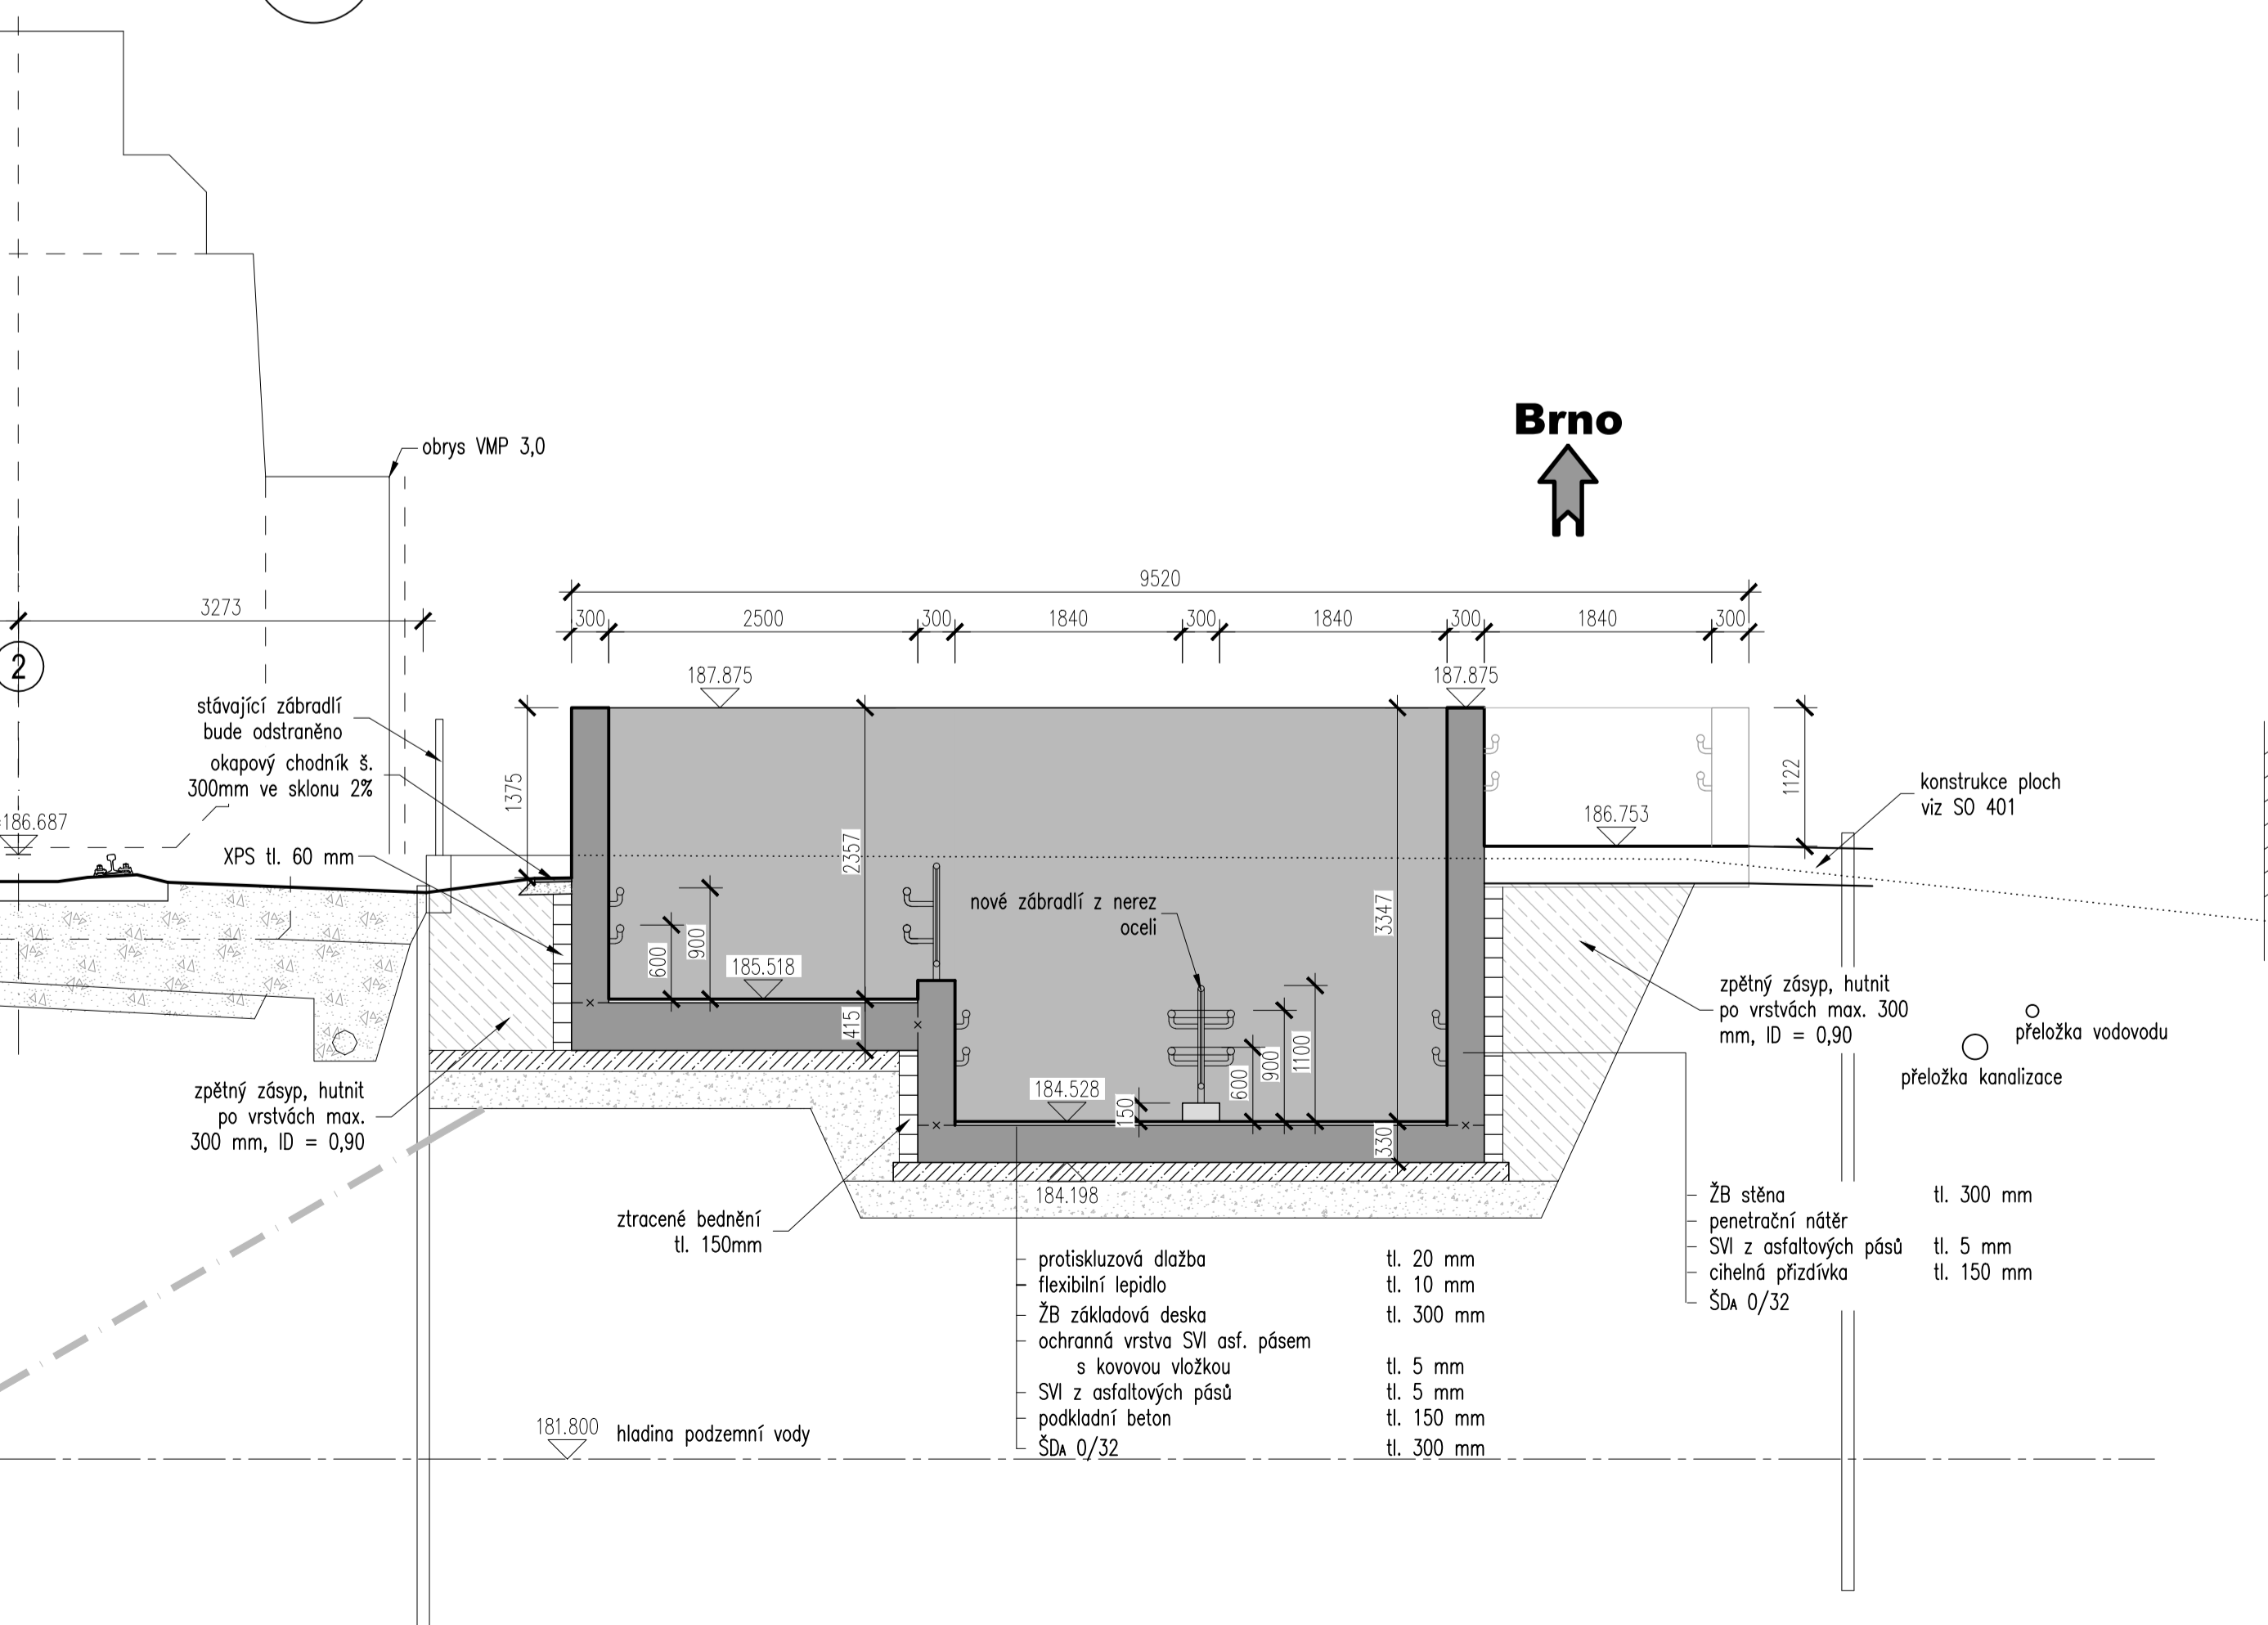 obrys VMP 3,0
Brno
9520
3273
300
2500
300
1840
300
1840
300
1840
300
2
187.875
187.875
stávající zábradlí
bude odstraněno
okapový chodník š.
300mm ve sklonu 2%
1375
1122
konstrukce ploch
viz SO 401
186.687
186.753
XPS tl. 60 mm
2357
3347
nové zábradlí z nerez
oceli
600
900
185.518
415
zpětný zásyp, hutnit
po vrstvách max. 300
mm, ID = 0,90
přeložka vodovodu
přeložka kanalizace
184.528
150
600
900
1100
330
zpětný zásyp, hutnit
po vrstvách max.
300 mm, ID = 0,90
184.198
ztracené bednění
tl. 150mm
ŽB stěna tl. 300 mm
penetrační nátěr
SVI z asfaltových pásů tl. 5 mm
cihelná přizdívka tl. 150 mm
ŠDA 0/32
protiskluzová dlažba tl. 20 mm
flexibilní lepidlo tl. 10 mm
ŽB základová deska tl. 300 mm
ochranná vrstva SVI asf. pásem
s kovovou vložkou tl. 5 mm
SVI z asfaltových pásů tl. 5 mm
podkladní beton tl. 150 mm
ŠDA 0/32 tl. 300 mm
181.800 hladina podzemní vody